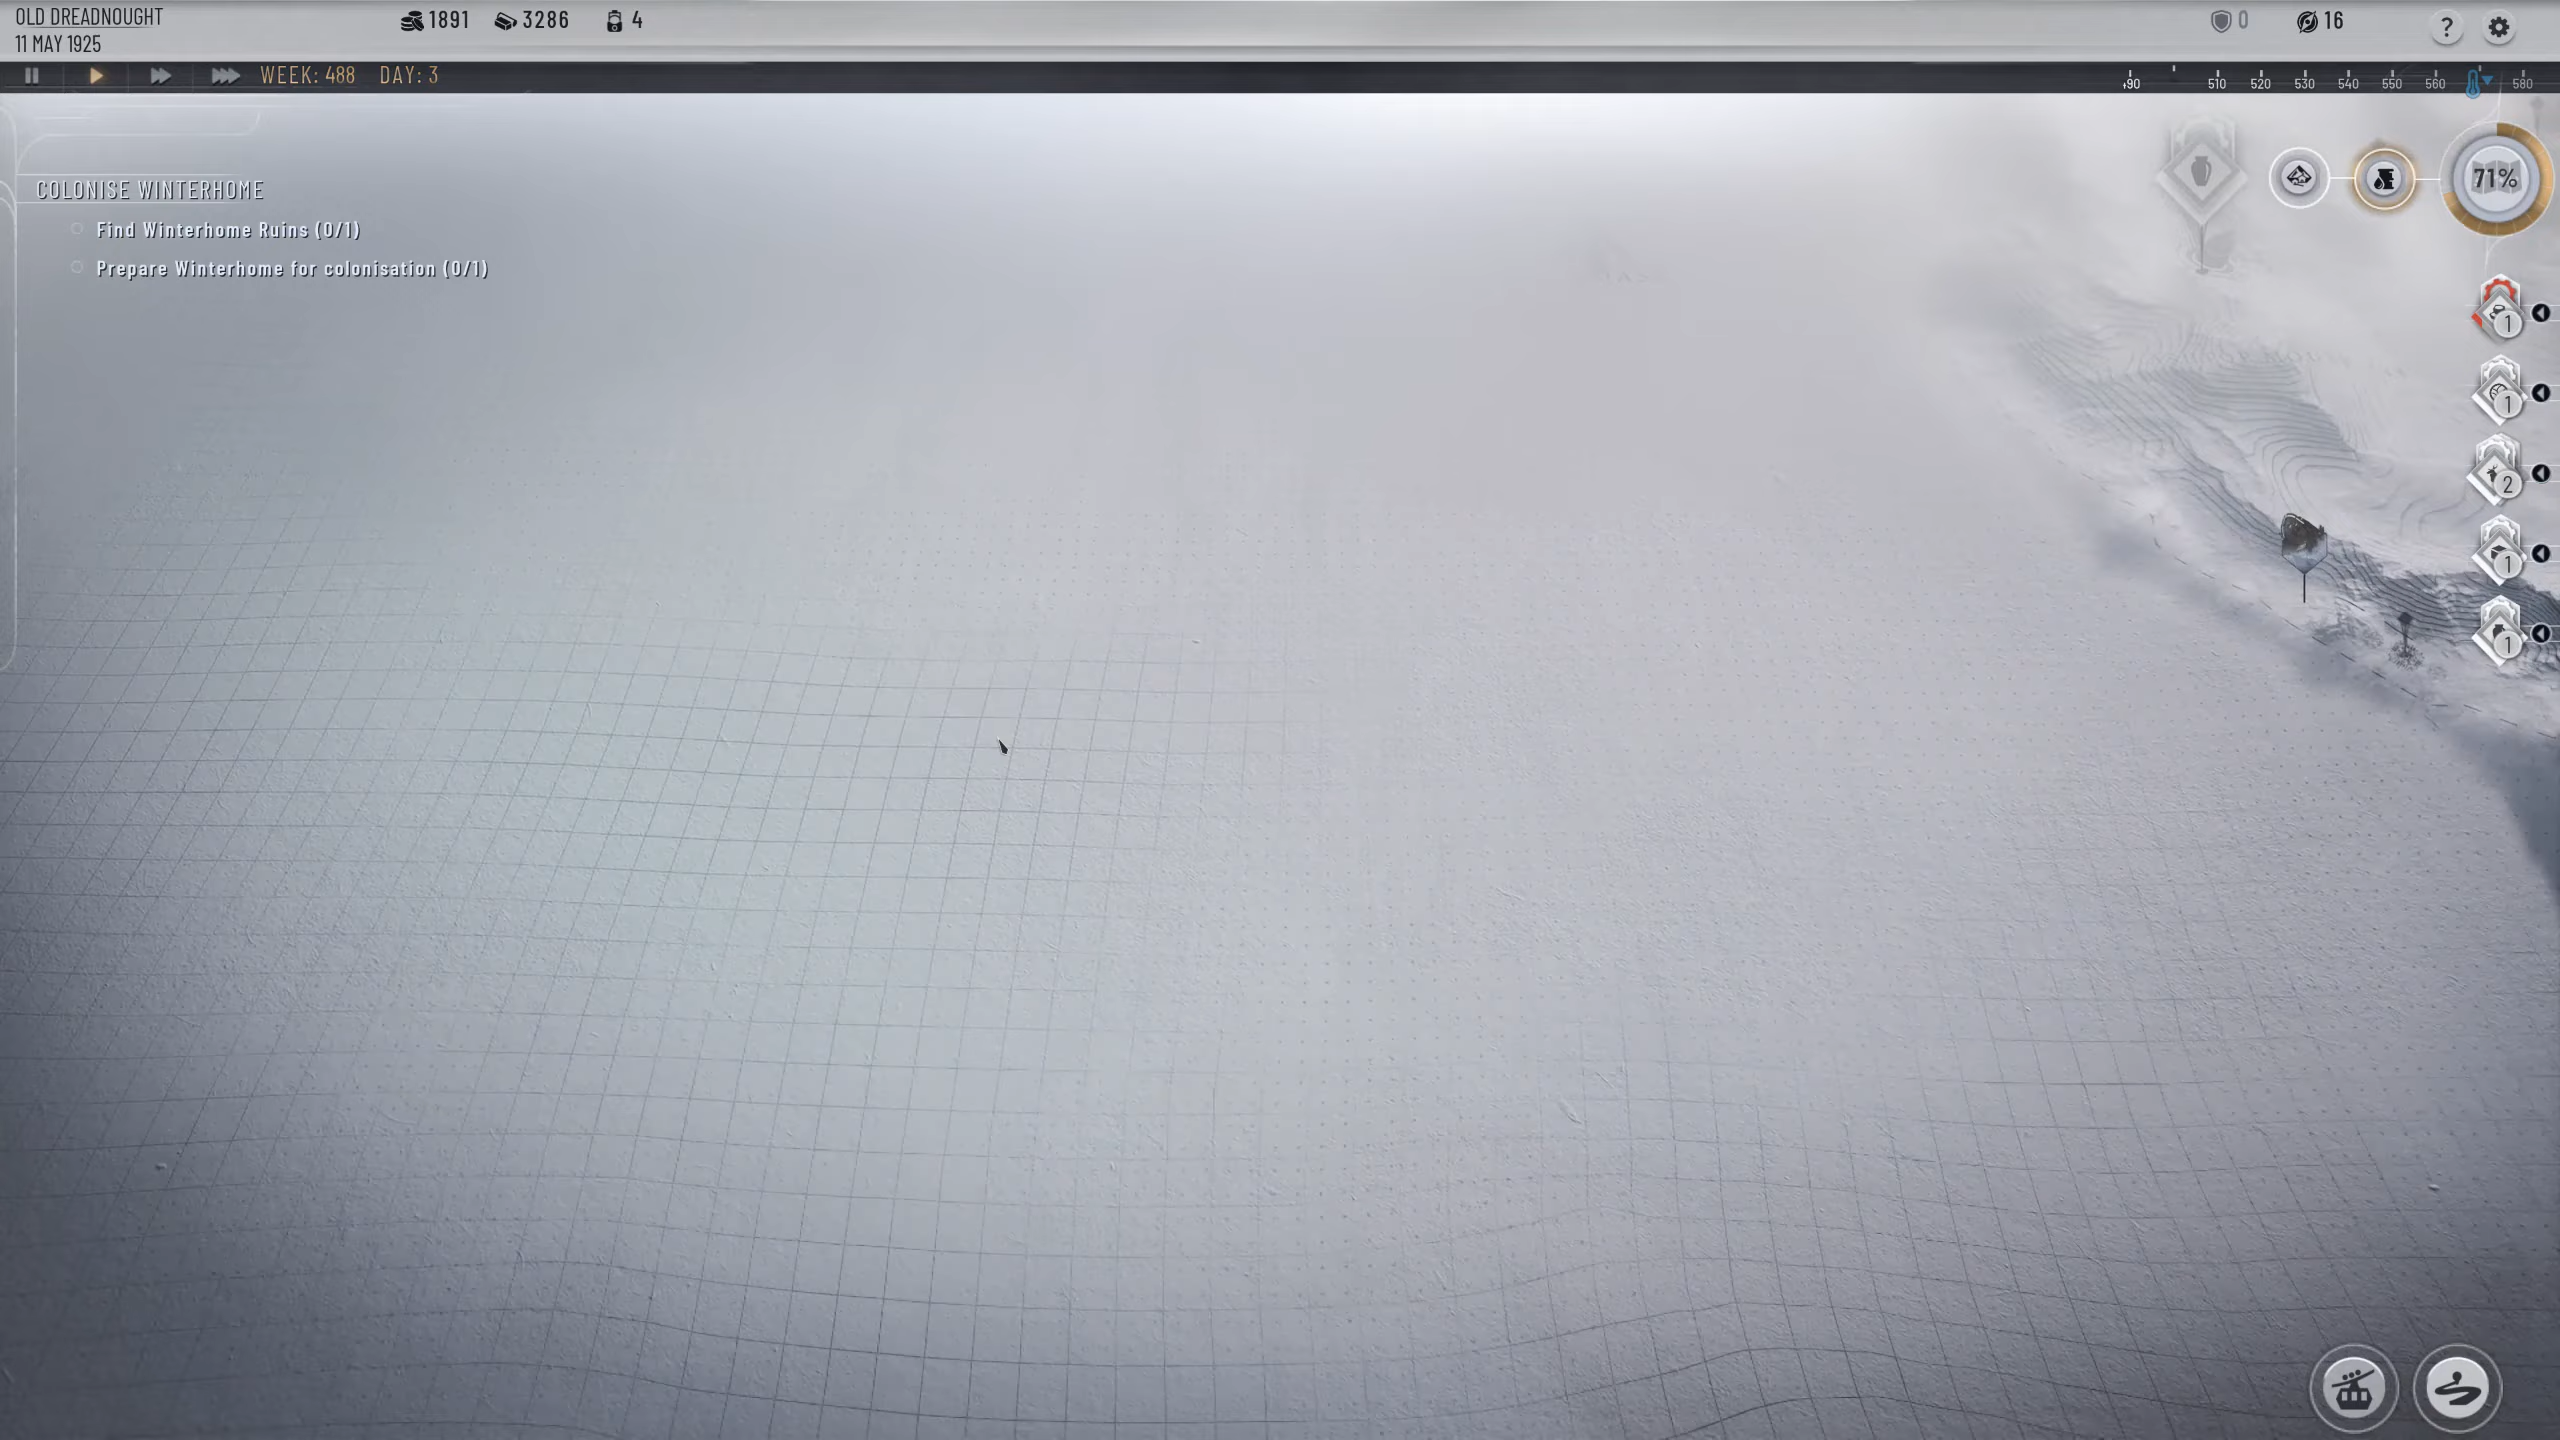 OLD DREADNOUGHT
11 MAY 1925
1891
3286
4
0
16
?
WEEK: 488 DAY: 3
510 520 530 540 550 560 580
COLONISE WINTERHOME
Find Winterhome Ruins (0/1)
Prepare Winterhome for colonisation (0/1)
71%
1
1
2
1
1